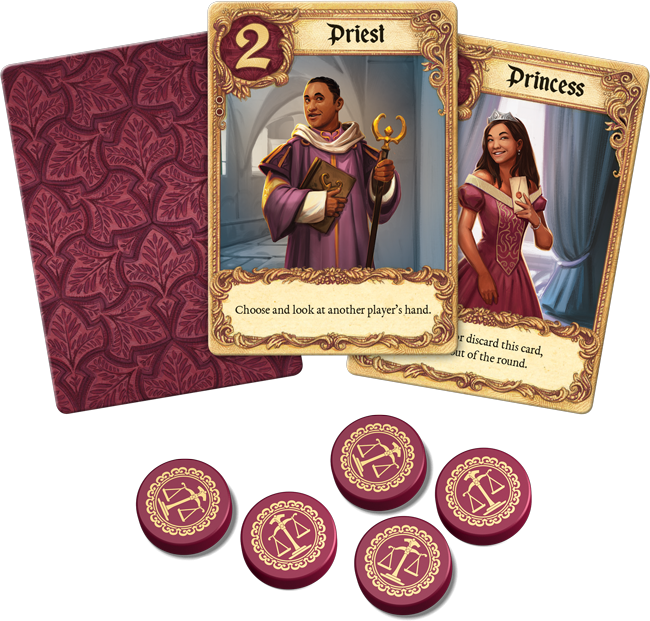 2
Priest
Princess
Choose and look at another player's hand.
discard this card,
out of the round.